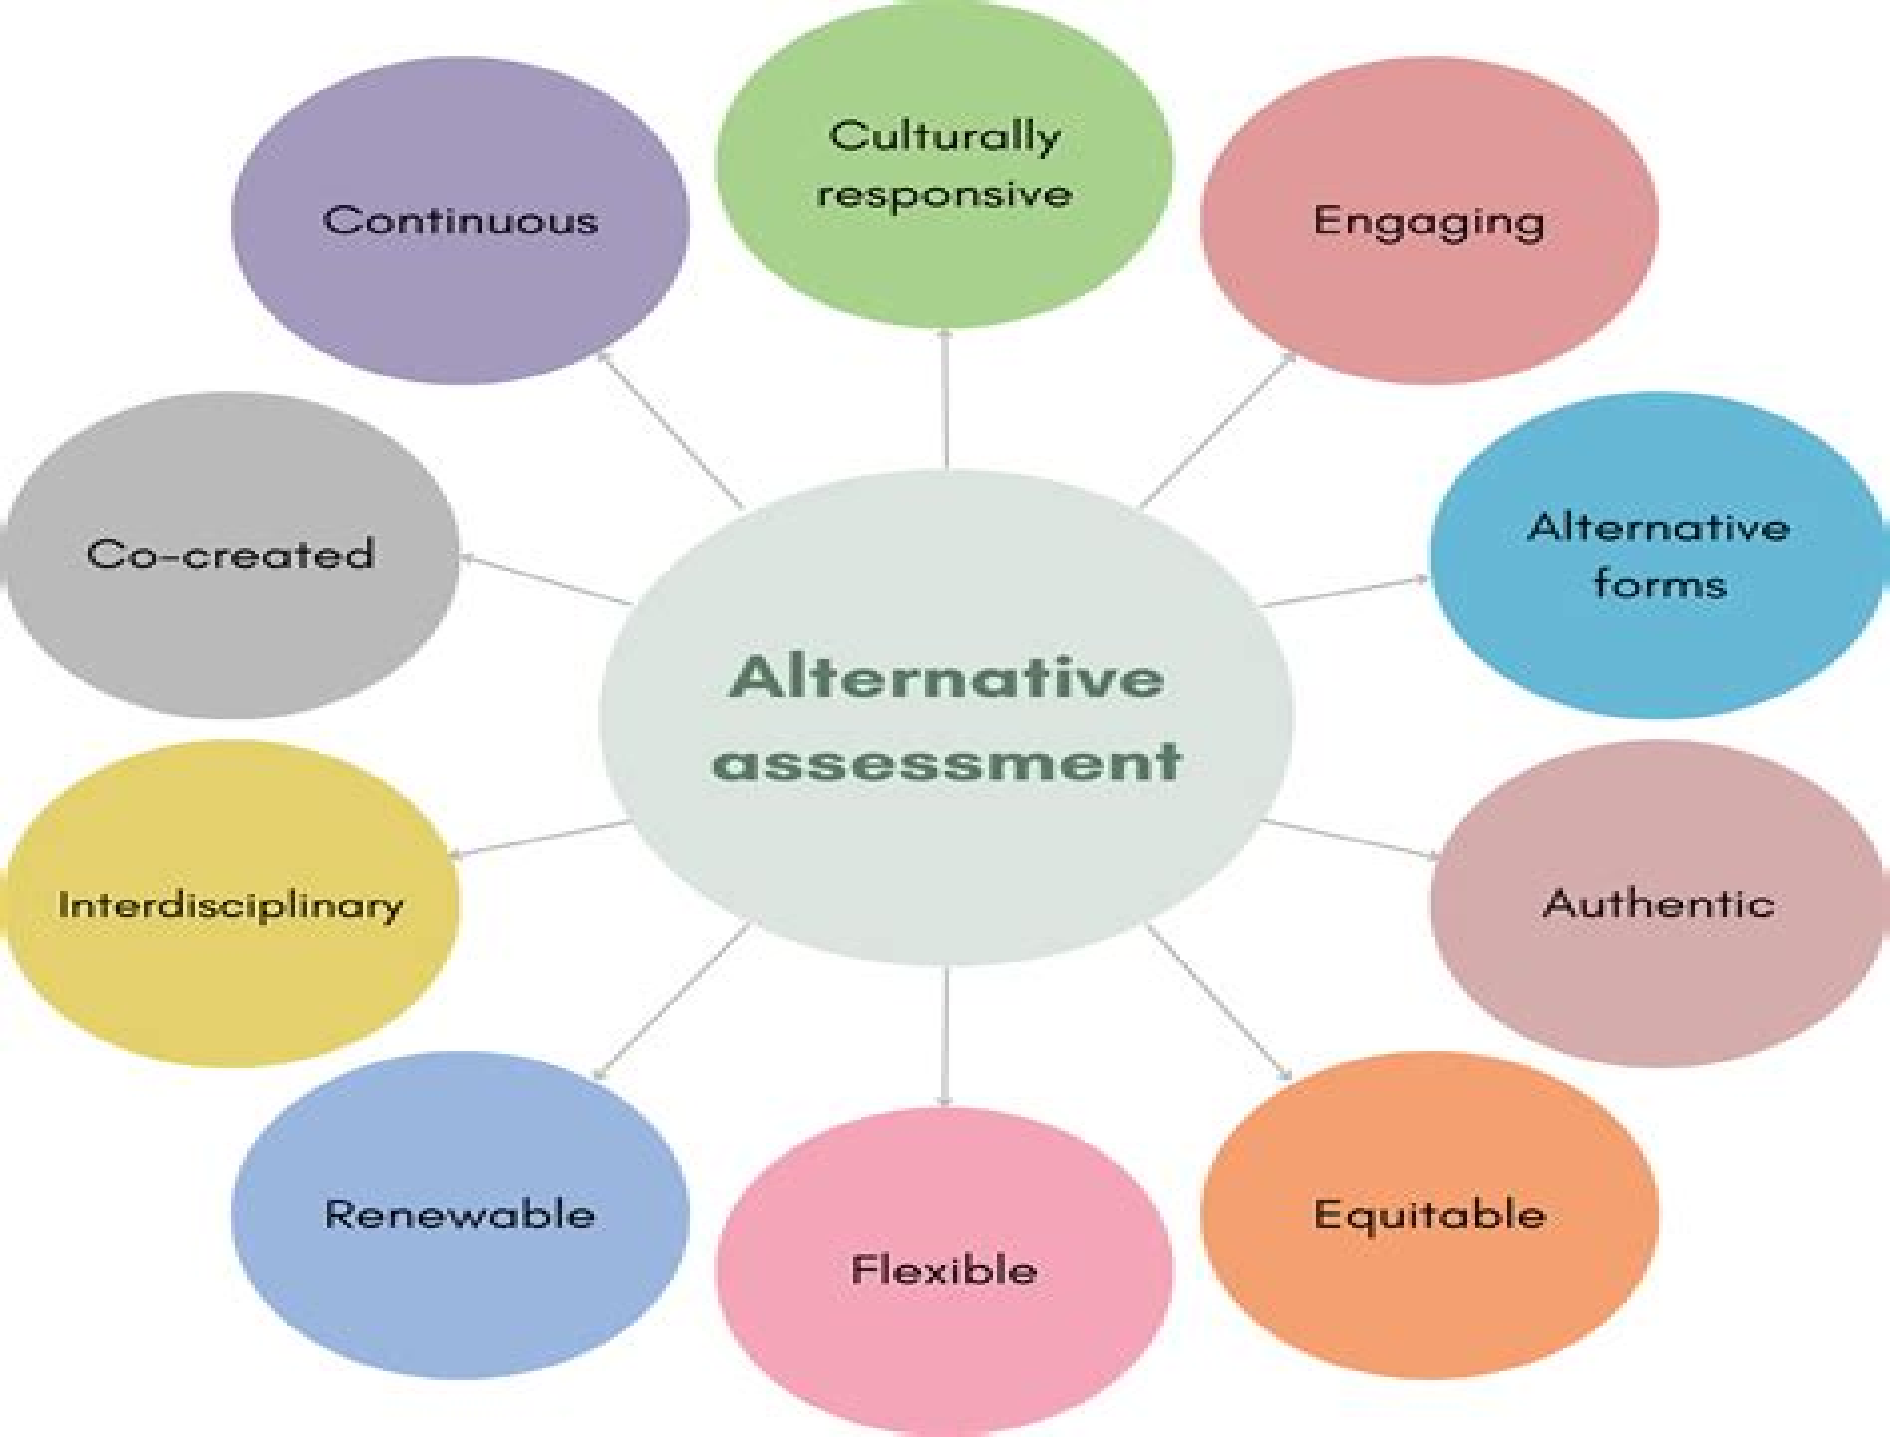 Culturally
responsive
Continuous
Engaging
Alternative
forms
Co-created
Alternative
assessment
Interdisciplinary
Authentic
Renewable
Equitable
Flexible